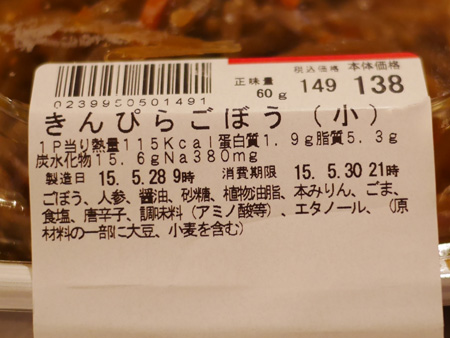 税込価格 本体価格
正味量 60g 149 138
0239950501491
きんぴらごぼう(小)
1P当り熱量115Kcal蛋白質1.9g脂質5.3g
炭水化物15.6gNa380mg
製造日 15.5.28 9時 消費期限 15.5.30 21時
ごぼう、人参、醤油、砂糖、植物油脂、本みりん、ごま、
食塩、唐辛子、調味料(アミノ酸等)、エタノール、(原
材料の一部に大豆、小麦を含む)